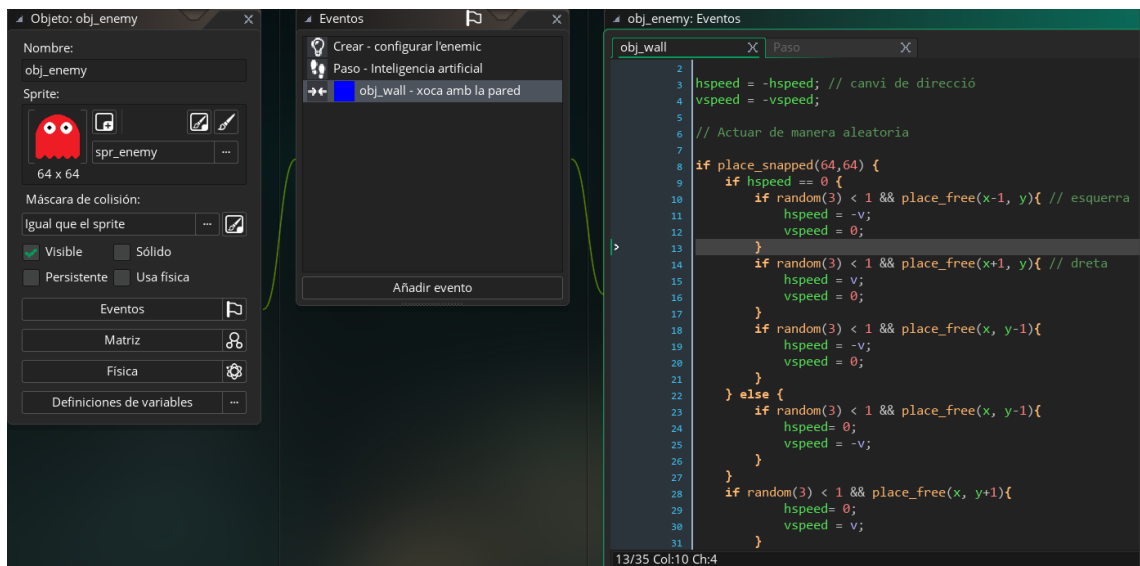 Objeto: obj_enemy
Nombre:
obj_enemy
Sprite:
spr_enemy
64 x 64
Máscara de colisión:
Igual que el sprite
Visible
Sólido
Persistente
Usa física
Eventos
Matriz
Física
Definiciones de variables
Eventos
Crear - configurar l'enemic
Paso - Inteligencia artificial
obj_wall - xoca amb la pared
Añadir evento
obj_enemy: Eventos
obj_wall
Paso
2
3 hspeed = -hspeed; // canvi de direcció
4 vspeed = -vspeed;
5
6 // Actuar de manera aleatoria
7
8 if place_snapped(64,64) {
9 if hspeed == 0 {
10 if random(3) < 1 && place_free(x-1, y){ // esquerra
11 hspeed = -v;
12 vspeed = 0;
13 }
14 if random(3) < 1 && place_free(x+1, y){ // dreta
15 hspeed = v;
16 vspeed = 0;
17 }
18 if random(3) < 1 && place_free(x, y-1){
19 hspeed = -v;
20 vspeed = 0;
21 }
22 } else {
23 if random(3) < 1 && place_free(x, y-1){
24 hspeed= 0;
25 vspeed = -v;
26 }
27 }
28 if random(3) < 1 && place_free(x, y+1){
29 hspeed= 0;
30 vspeed = v;
31 }
13/35 Col:10 Ch:4